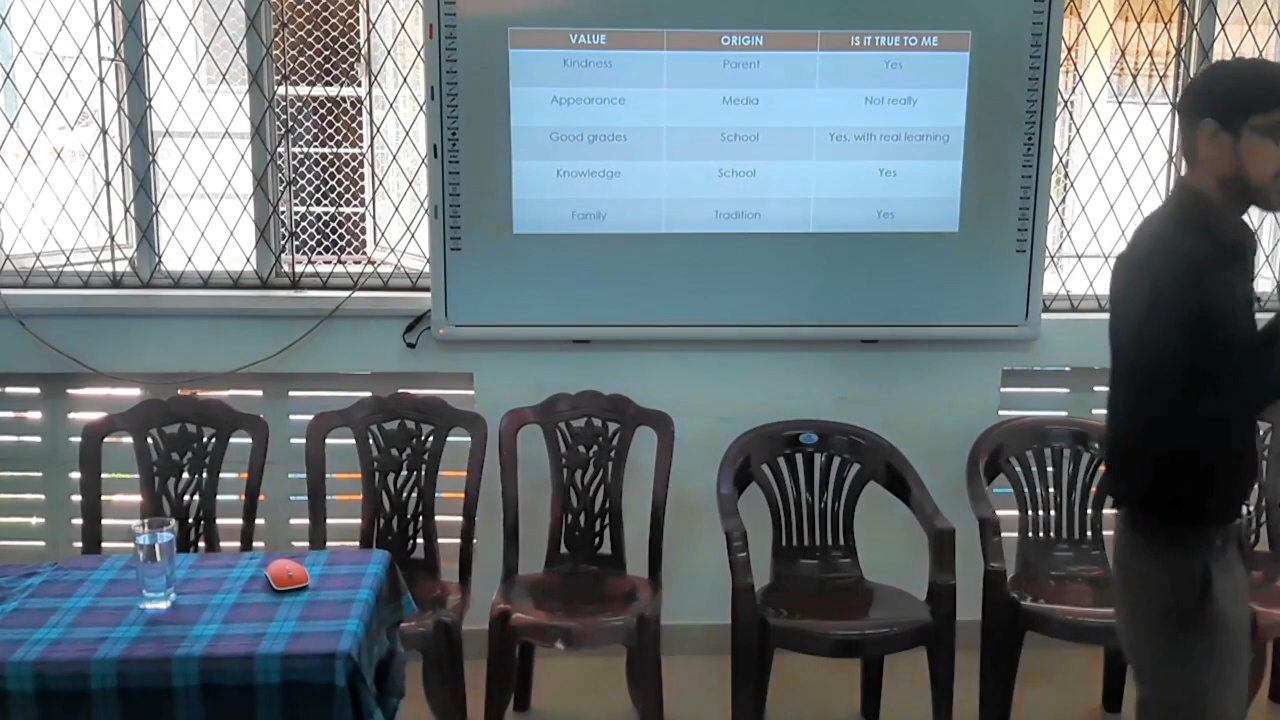 VALUE ORIGIN IS IT TRUE TO ME
Kindness Parent Yes
Appearance Media Not really
Good grades School Yes, with real learning
Knowledge School Yes
Family Tradition Yes